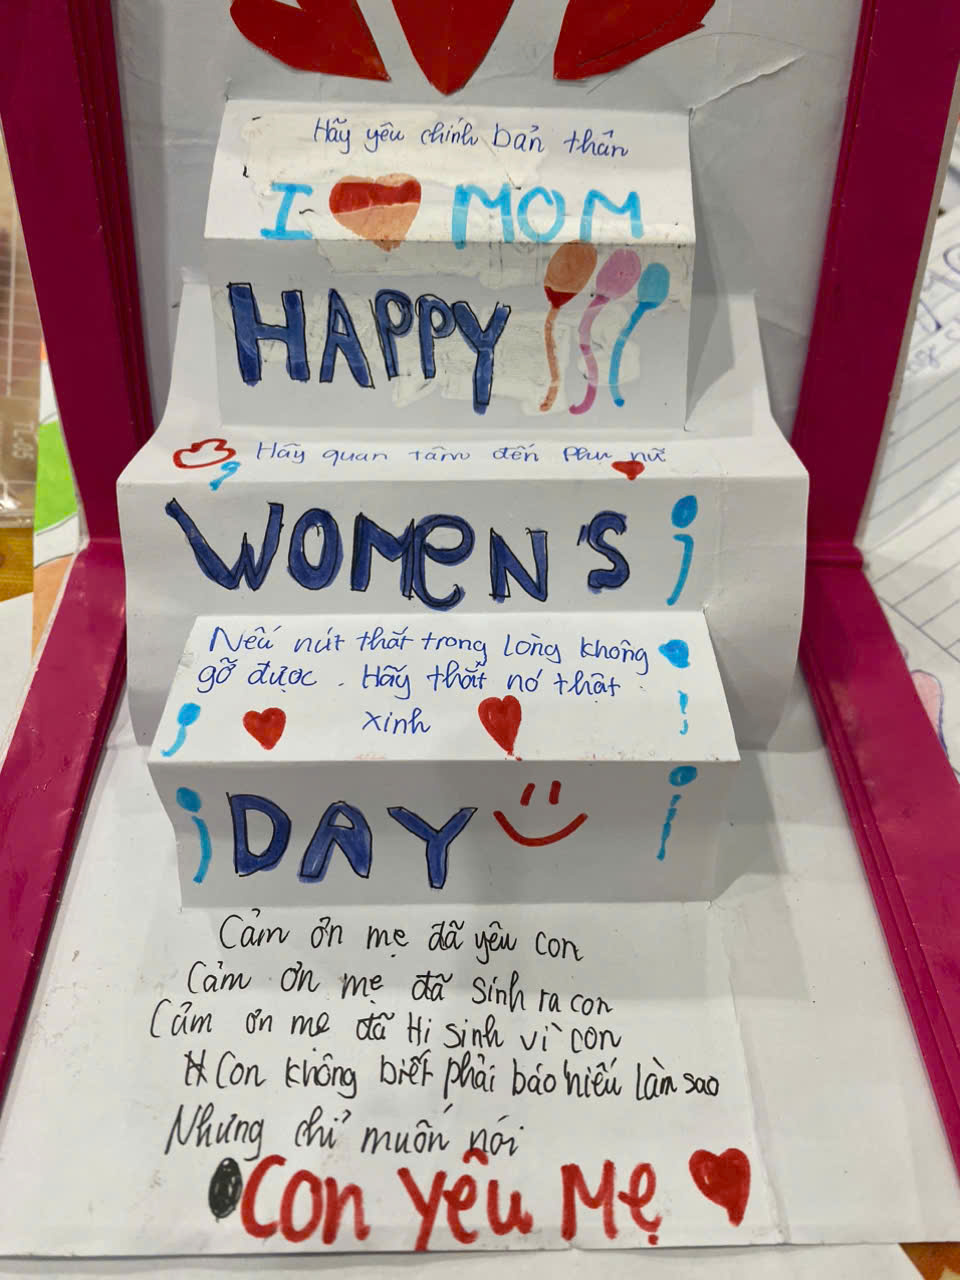 Hãy yêu chính bản thân
I MOM
HAPPY
Hãy quan tâm đến phụ nữ
WOMEN'S
Nếu nút thắt trong lòng không
gỡ được. Hãy thắt nó thật
xinh
DAY
Cảm ơn mẹ đã yêu con
Cảm ơn mẹ đã sinh ra con
Cảm ơn mẹ đã Hi sinh vì con
Con không biết phải báo hiếu làm sao
Nhưng chỉ muốn nói
Con yêu Mẹ